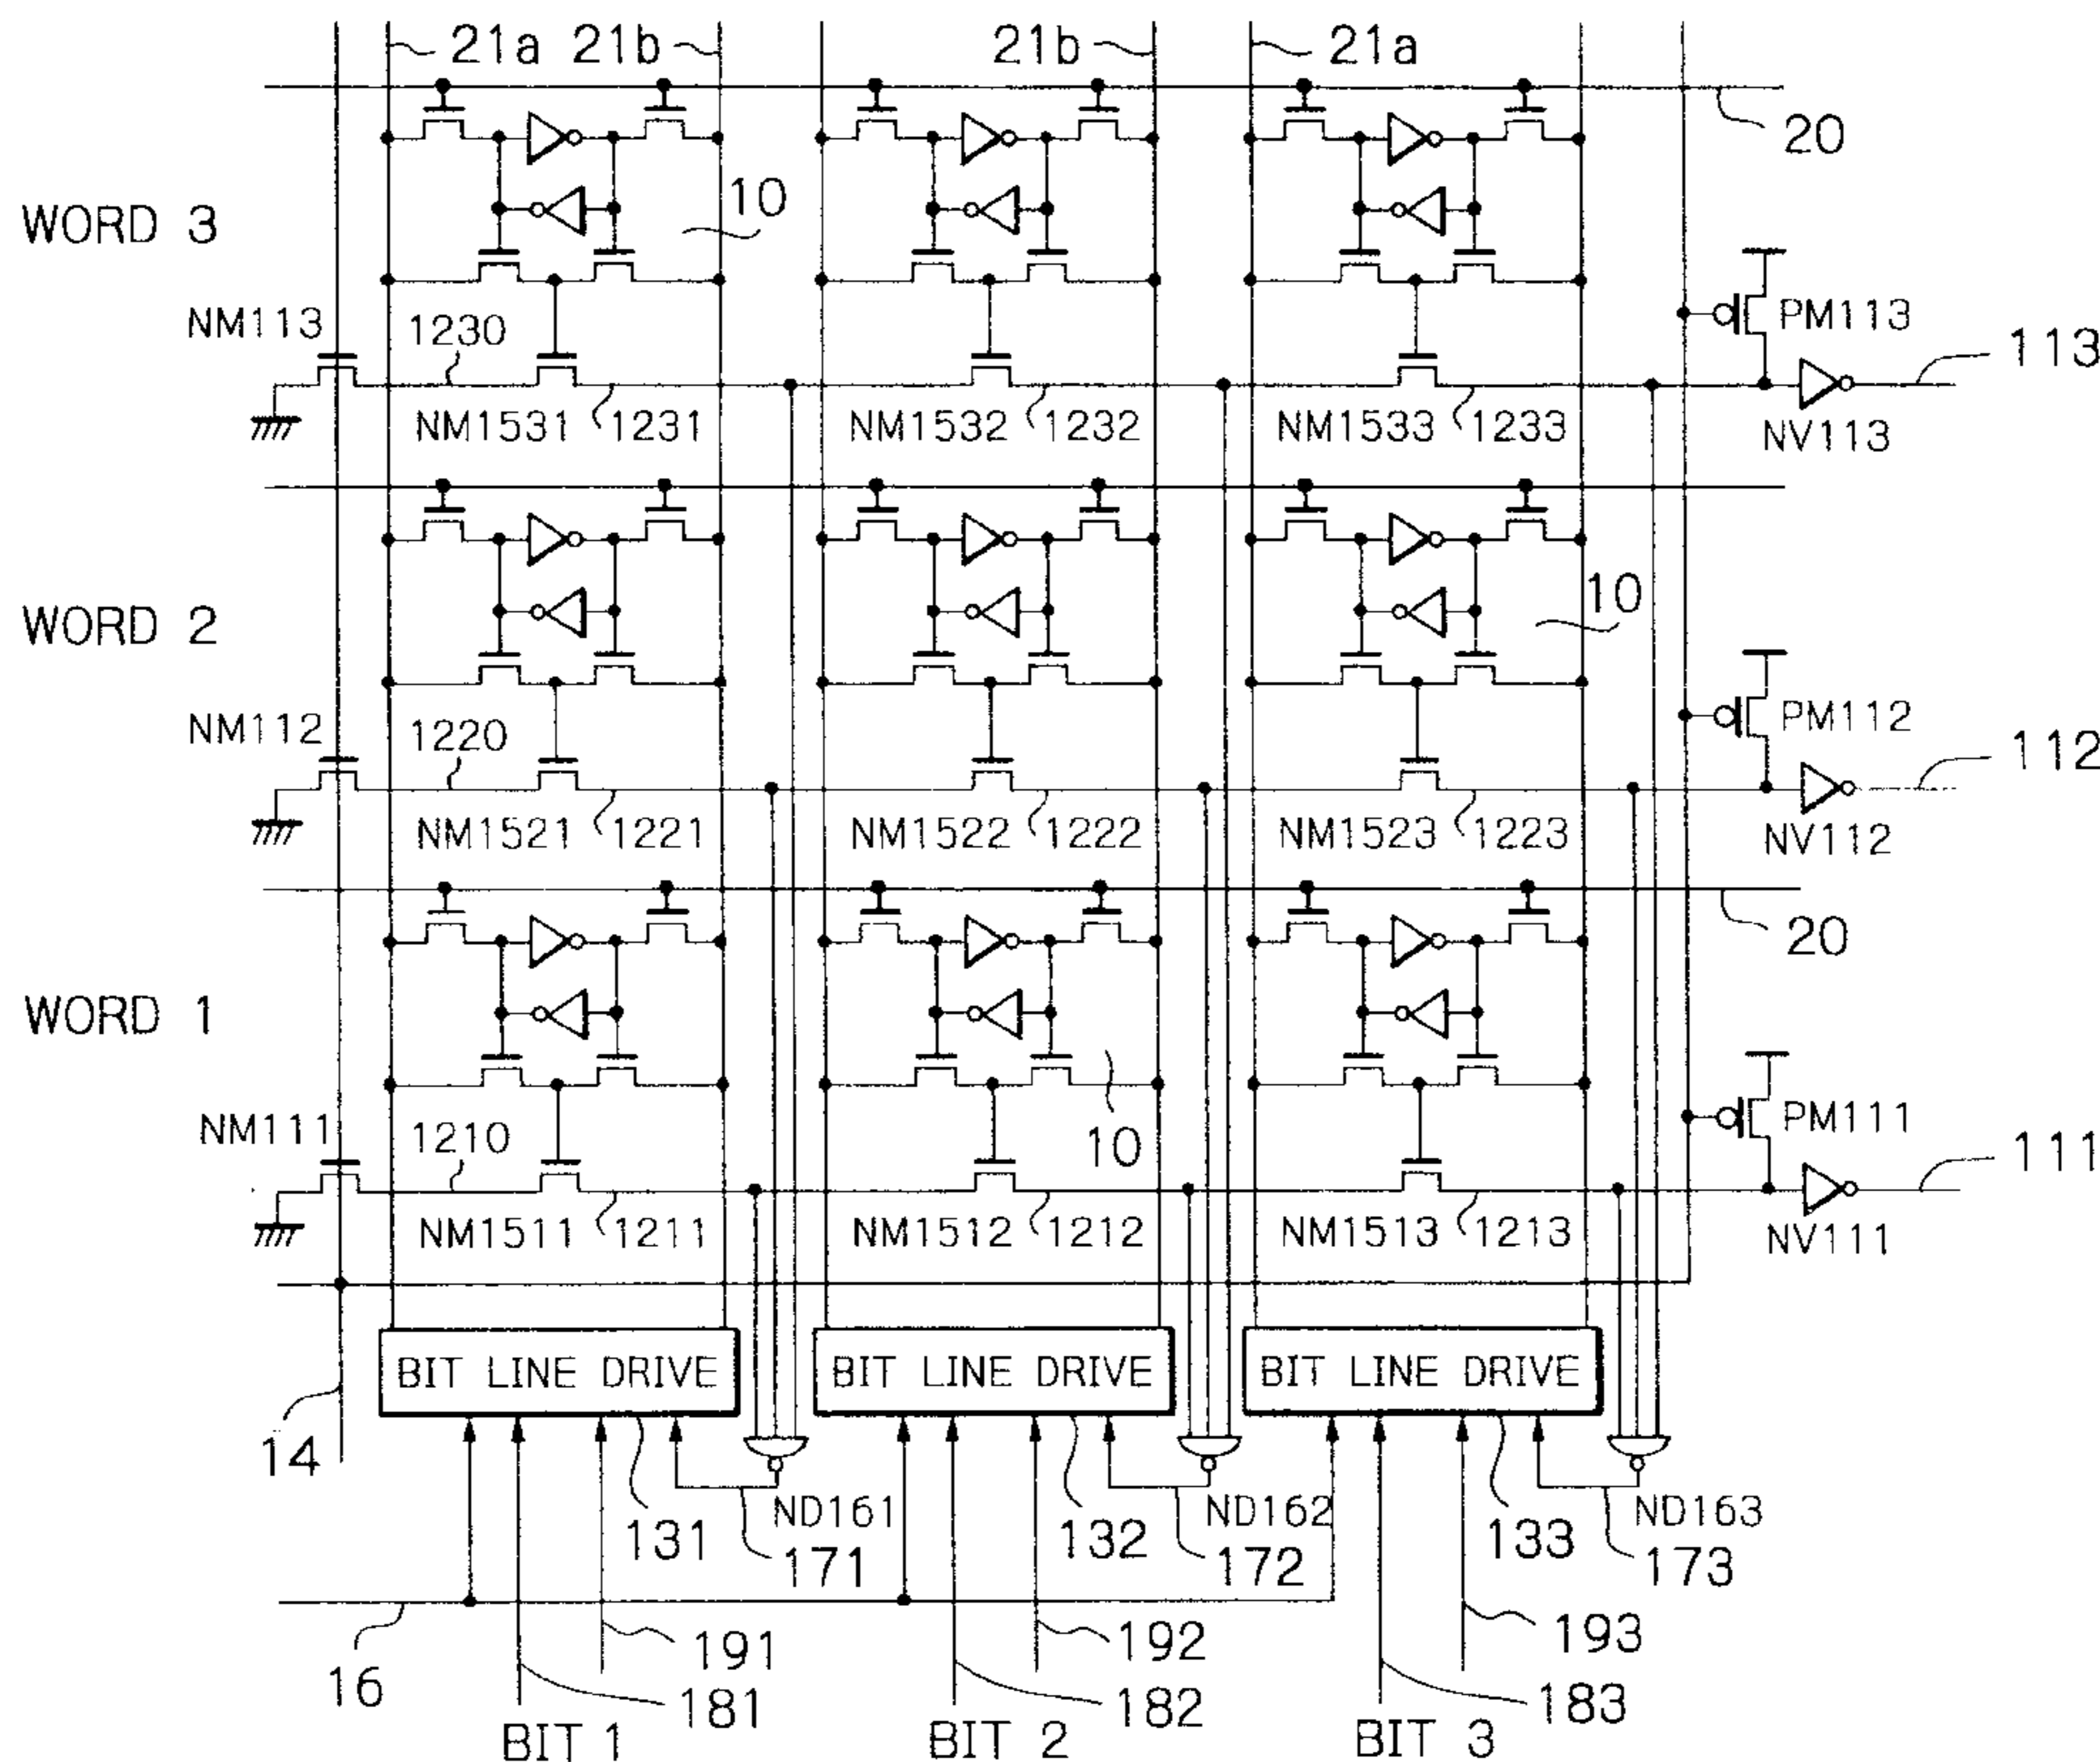 21a 21b 21b 21a
20
10
WORD 3
NM113 1230 PM113 113
NM1531 1231 NM1532 1232 NM1533 1233 NV113
10
WORD 2
NM112 1220 PM112 112
NM1521 1221 NM1522 1222 NM1523 1223 NV112
20
WORD 1
NM111 1210 10 PM111 111
NM1511 1211 NM1512 1212 NM1513 1213 NV111
BIT LINE DRIVE BIT LINE DRIVE BIT LINE DRIVE
14
ND161 ND162 ND163
131 171 132 172 133 173
16 191 192 193
181 182 183
BIT 1 BIT 2 BIT 3